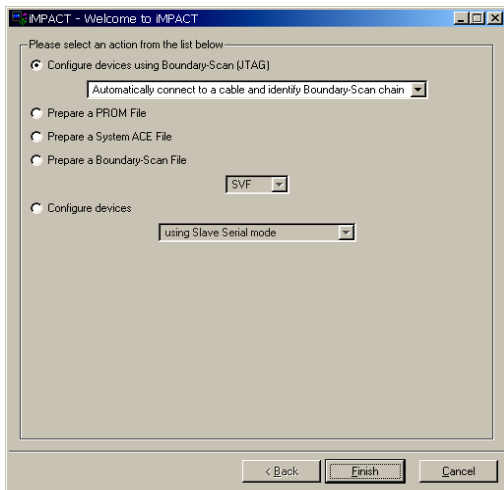 iMPACT - Welcome to iMPACT
Please select an action from the list below
Configure devices using Boundary-Scan (JTAG)
Automatically connect to a cable and identify Boundary-Scan chain
Prepare a PROM File
Prepare a System ACE File
Prepare a Boundary-Scan File
SVF
Configure devices
using Slave Serial mode
< Back Finish Cancel